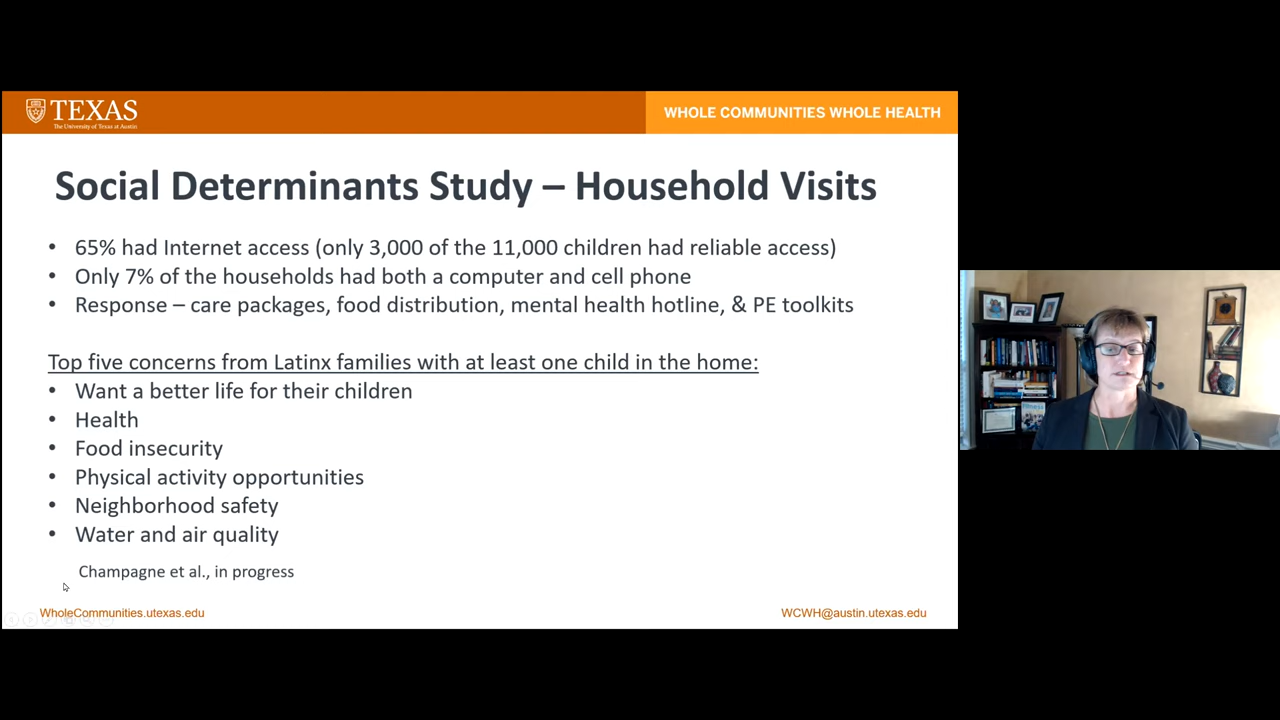 TEXAS
The University of Texas at Austin
WHOLE COMMUNITIES WHOLE HEALTH
Social Determinants Study – Household Visits
• 65% had Internet access (only 3,000 of the 11,000 children had reliable access)
• Only 7% of the households had both a computer and cell phone
• Response – care packages, food distribution, mental health hotline, & PE toolkits
Top five concerns from Latinx families with at least one child in the home:
• Want a better life for their children
• Health
• Food insecurity
• Physical activity opportunities
• Neighborhood safety
• Water and air quality
Champagne et al., in progress
WholeCommunities.utexas.edu
WCWH@austin.utexas.edu